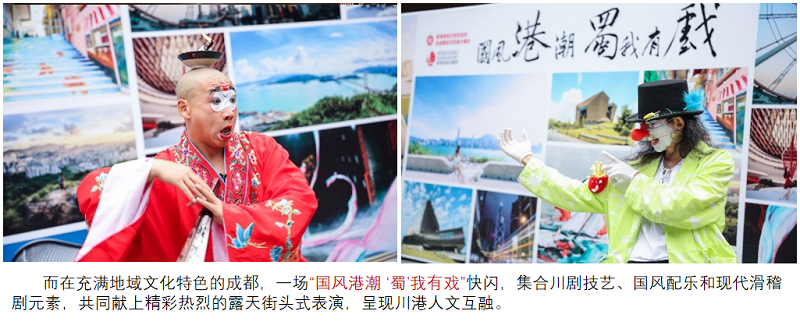 國風港潮蜀我有戲
而在充满地域文化特色的成都，一场“国风港潮 ‘蜀’我有戏”快闪，集合川剧技艺、国风配乐和现代滑稽
剧元素，共同献上精彩热烈的露天街头式表演，呈现川港人文互融。